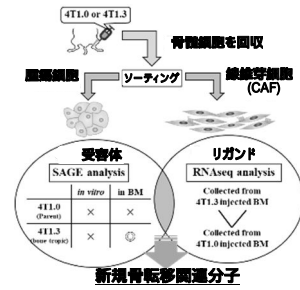 4T1.0 or 4T1.3
骨髄細胞を回収
腫瘍細胞
ソーティング
線維芽細胞
(CAF)
受容体
SAGE analysis
in vitro
in BM
4T1.0
(Parent)
×
×
4T1.3
(bone tropic)
×
◎
リガンド
RNAseq analysis
Collected from
4T1.3 injected BM
Collected from
4T1.0 injected BM
新規骨転移関連分子